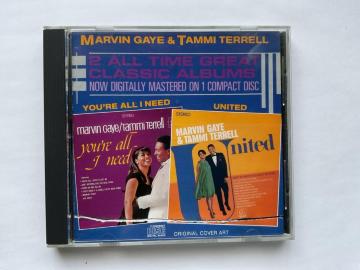 MARVIN GAYE & TAMMI TERRELL
2 ALL TIME GREAT
CLASSIC ALBUMS
NOW DIGITALLY MASTERED ON 1 COMPACT DISC
YOU'RE ALL I NEED
UNITED
STEREO
marvin gaye/tammi terrell
you're all
I need
STEREO
MARVIN GAYE
& TAMMI TERRELL
United
ORIGINAL COVER ART